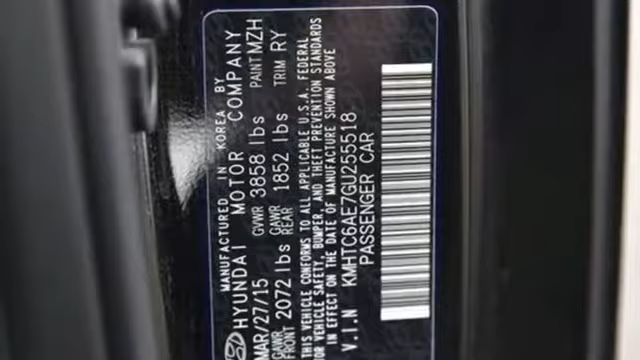 MANUFACTURED IN KOREA BY
HYUNDAI MOTOR COMPANY
MAR/27/15 GVWR 3858 lbs PAINT MZH
GAWR FRONT 2072 lbs GAWR REAR 1852 lbs TRIM RY
THIS VEHICLE CONFORMS TO ALL APPLICABLE U.S.A. FEDERAL
MOTOR VEHICLE SAFETY, BUMPER, AND THEFT PREVENTION STANDARDS
IN EFFECT ON THE DATE OF MANUFACTURE SHOWN ABOVE
V.I.N KMHTC6AE7GU255518
PASSENGER CAR